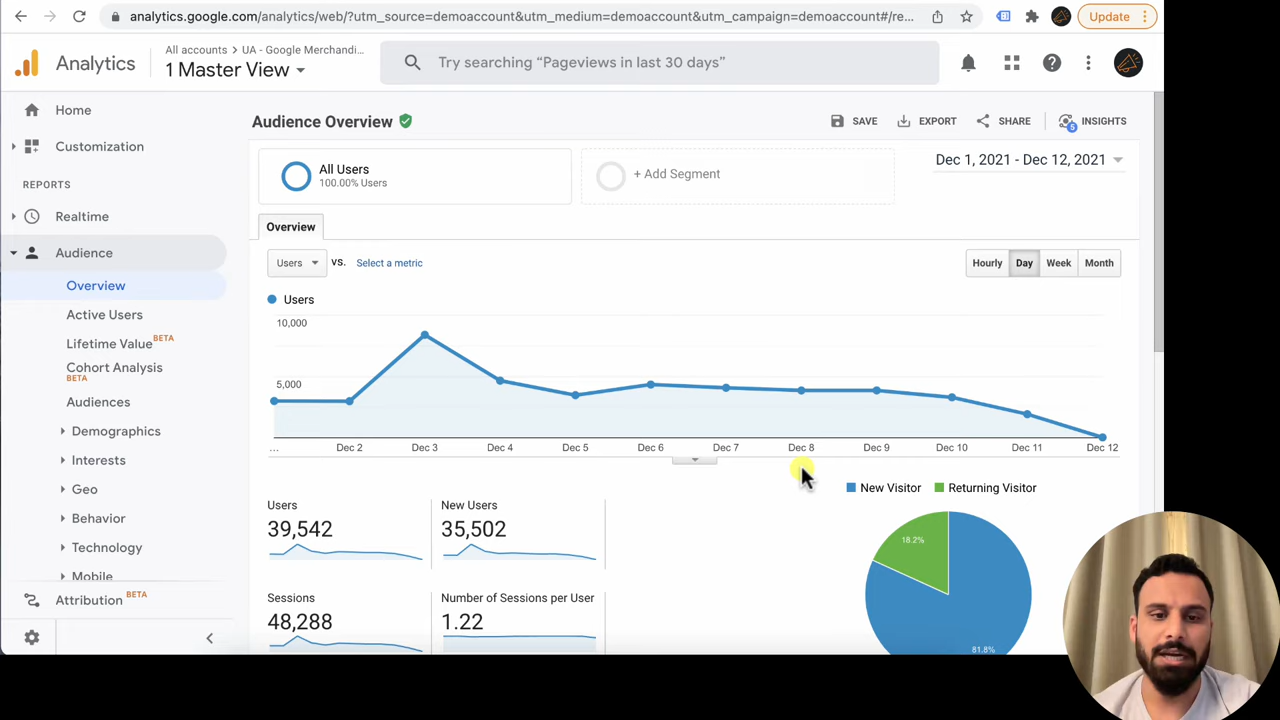 analytics.google.com/analytics/web/?utm_source=demoaccount&utm_medium=demoaccount&utm_campaign=demoaccount#/re...
Update
Analytics
All accounts > UA - Google Merchandi...
1 Master View
Try searching “Pageviews in last 30 days”
Home
Customization
REPORTS
Realtime
Audience
Overview
Active Users
Lifetime Value BETA
Cohort Analysis
BETA
Audiences
Demographics
Interests
Geo
Behavior
Technology
Mobile
Attribution BETA
Audience Overview
SAVE
EXPORT
SHARE
5
INSIGHTS
All Users
100.00% Users
+ Add Segment
Dec 1, 2021 - Dec 12, 2021
Overview
Users
VS.
Select a metric
Hourly
Day
Week
Month
Users
10,000
5,000
... Dec 2 Dec 3 Dec 4 Dec 5 Dec 6 Dec 7 Dec 8 Dec 9 Dec 10 Dec 11 Dec 12
Users
39,542
New Users
35,502
Sessions
48,288
Number of Sessions per User
1.22
New Visitor
Returning Visitor
18.2%
81.8%